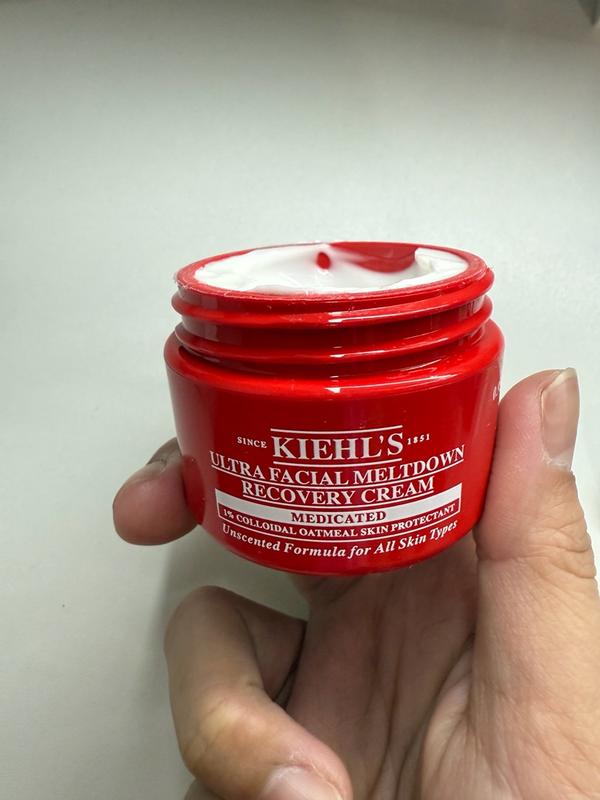 SINCE KIEHL'S 1851
ULTRA FACIAL MELTDOWN
RECOVERY CREAM
MEDICATED
1% COLLOIDAL OATMEAL SKIN PROTECTANT
Unscented Formula for All Skin Types